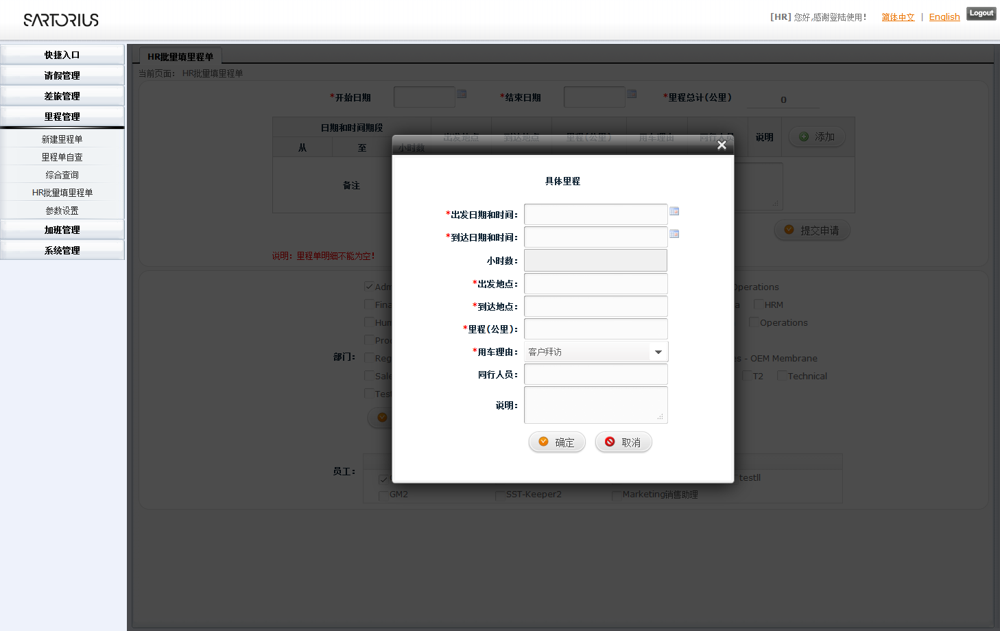 SARTORIUS
[HR] 您好,感谢登陆使用! 简体中文 | English Logout
快捷入口
请假管理
差旅管理
里程管理
新建里程单
里程单自查
综合查询
HR批量填里程单
参数设置
加班管理
系统管理
HR批量填里程单
当前页面: HR批量填里程单
*开始日期 *结束日期 *里程总计(公里) 0
日期和时间期段 出发地点 到达地点 里程(公里) 用车理由 同行人员 说明 添加
从 至 小时数
备注
提交申请
说明: 里程单明细不能为空!
具体里程
*出发日期和时间:
*到达日期和时间:
小时数:
*出发地点:
*到达地点:
*里程(公里):
*用车理由: 客户拜访
同行人员:
说明:
确定 取消
部门:
HRM
Operations
OEM Membrane
T2 Technical
员工:
testll
GM2 SST-Keeper2 Marketing销售助理